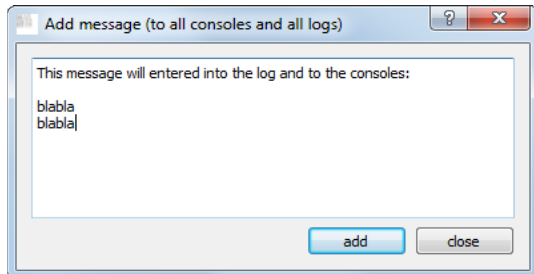 Add message (to all consoles and all logs)
This message will entered into the log and to the consoles:
blabla
blabla
add
close